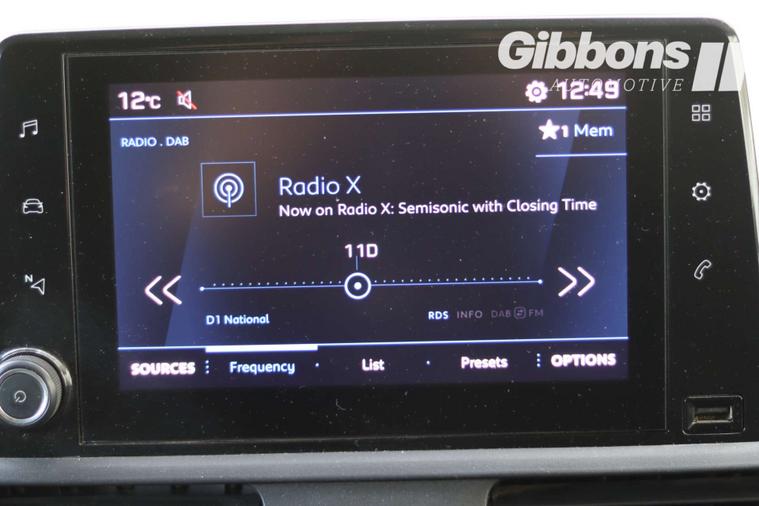 Gibbons
AUTOMOTIVE
12°C
12:49
RADIO . DAB
★1 Mem
Radio X
Now on Radio X: Semisonic with Closing Time
11D
D1 National
RDS INFO DAB FM
SOURCES Frequency List Presets OPTIONS
N